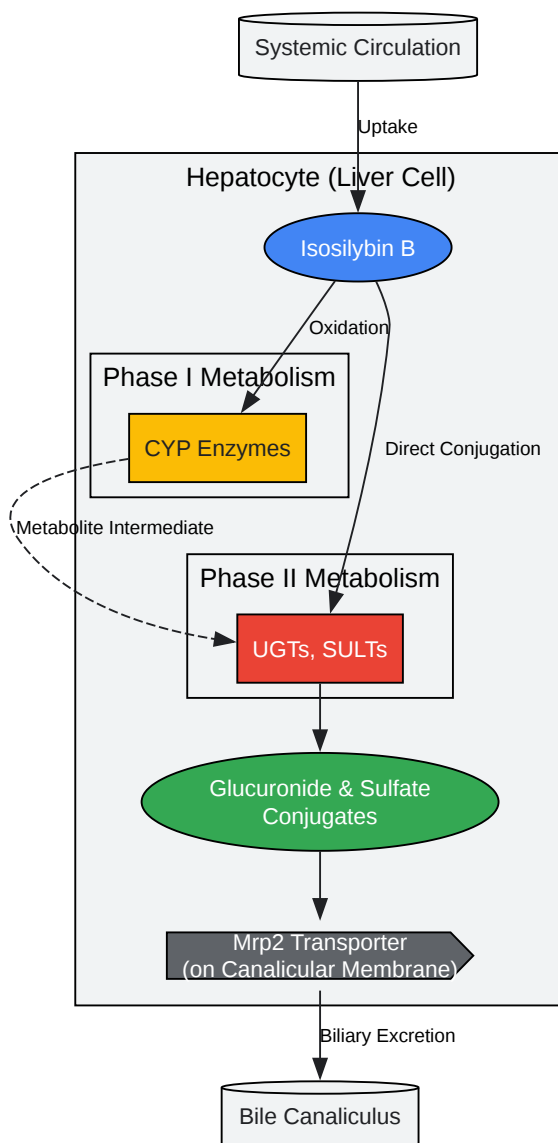 Systemic Circulation
Uptake
Hepatocyte (Liver Cell)
Isosilybin B
Oxidation
Phase I Metabolism
CYP Enzymes
Direct Conjugation
Metabolite Intermediate
Phase II Metabolism
UGTs, SULTs
Glucuronide & Sulfate
Conjugates
Mrp2 Transporter
(on Canalicular Membrane)
Biliary Excretion
Bile Canaliculus